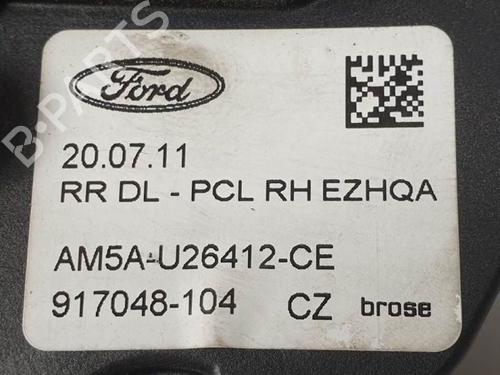 Ford
20.07.11
RR DL - PCL RH EZHQA
AM5A-U26412-CE
917048-104 CZ brose
B-PARTS